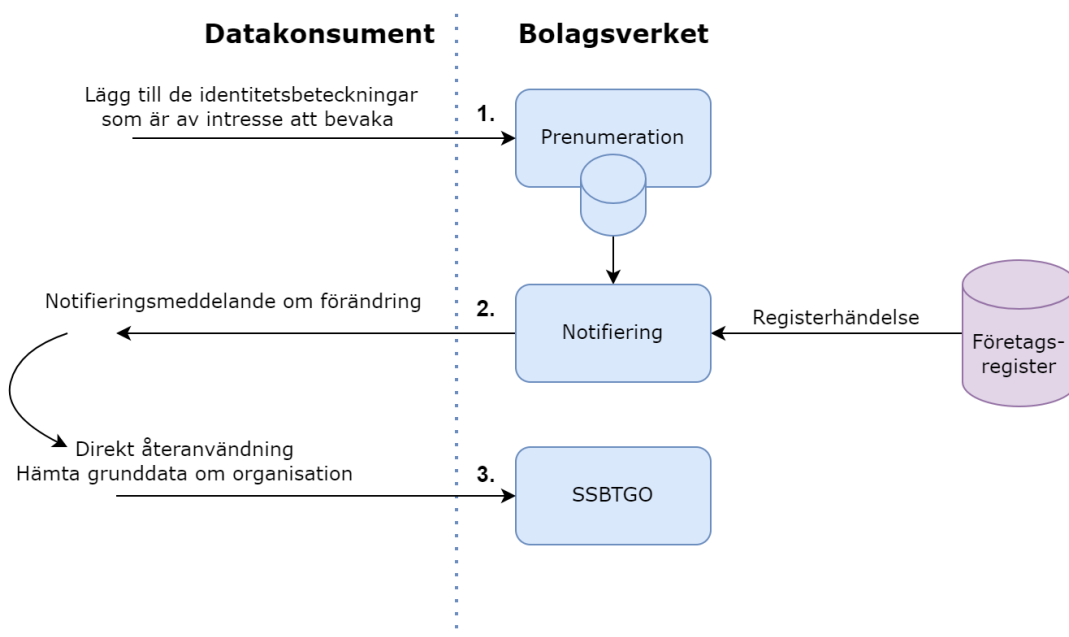 Datakonsument
Bolagsverket
Lägg till de identitetsbeteckningar
som är av intresse att bevaka
1.
Prenumeration
Notifieringsmeddelande om förändring
2.
Notifiering
Registerhändelse
Företags-
register
Direkt återanvändning
Hämta grunddata om organisation
3.
SSBTGO